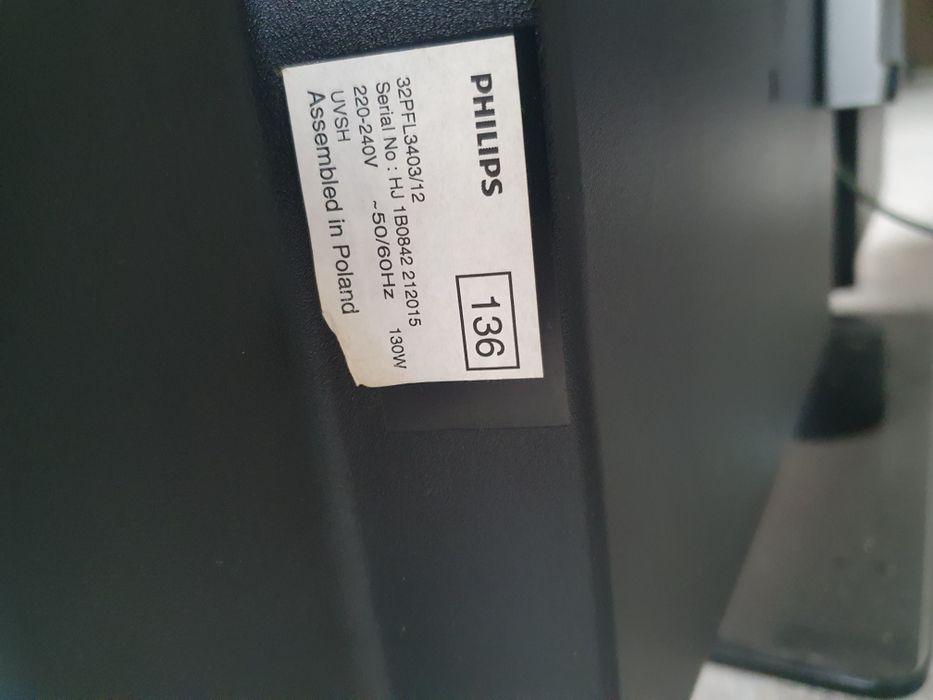 PHILIPS
136
32PFL3403/12
Serial No : HJ 1B0842 212015
220-240V ~50/60Hz 130W
UVSH
Assembled in Poland